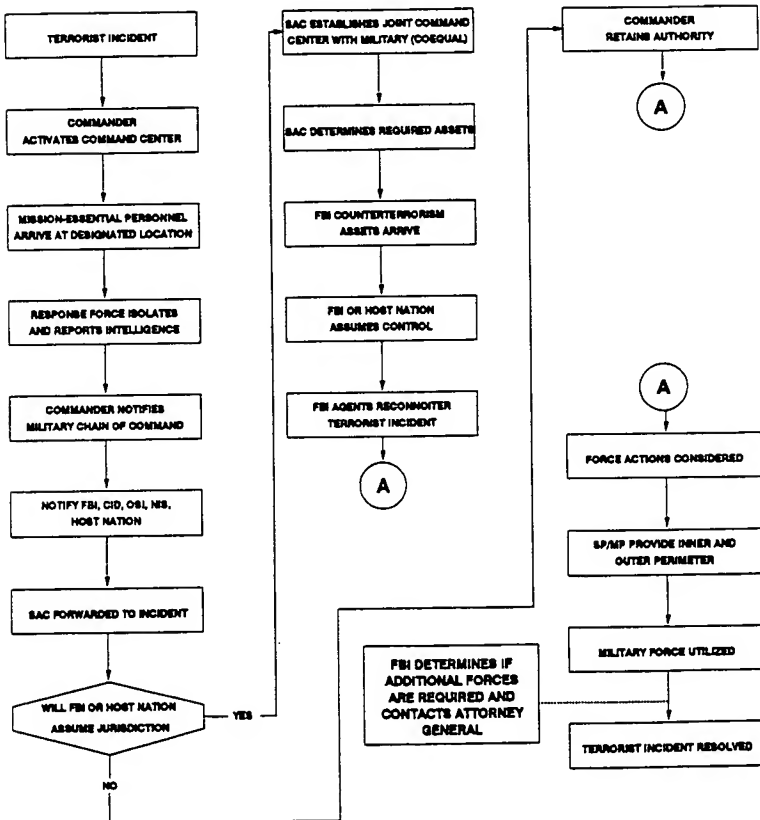 TERRORIST INCIDENT
COMMANDER
ACTIVATES COMMAND CENTER
MISSION-ESSENTIAL PERSONNEL
ARRIVE AT DESIGNATED LOCATION
RESPONSE FORCE ISOLATES
AND REPORTS INTELLIGENCE
COMMANDER NOTIFIES
MILITARY CHAIN OF COMMAND
NOTIFY FBI, CID, OSI, NIS,
HOST NATION
SAC FORWARDED TO INCIDENT
WILL FBI OR HOST NATION
ASSUME JURISDICTION
YES
NO
SAC ESTABLISHES JOINT COMMAND
CENTER WITH MILITARY (COEQUAL)
SAC DETERMINES REQUIRED ASSETS
FBI COUNTERTERRORISM
ASSETS ARRIVE
FBI OR HOST NATION
ASSUMES CONTROL
FBI AGENTS RECONNOITER
TERRORIST INCIDENT
A
COMMANDER
RETAINS AUTHORITY
A
A
FORCE ACTIONS CONSIDERED
SP/MP PROVIDE INNER AND
OUTER PERIMETER
MILITARY FORCE UTILIZED
FBI DETERMINES IF
ADDITIONAL FORCES
ARE REQUIRED AND
CONTACTS ATTORNEY
GENERAL
TERRORIST INCIDENT RESOLVED